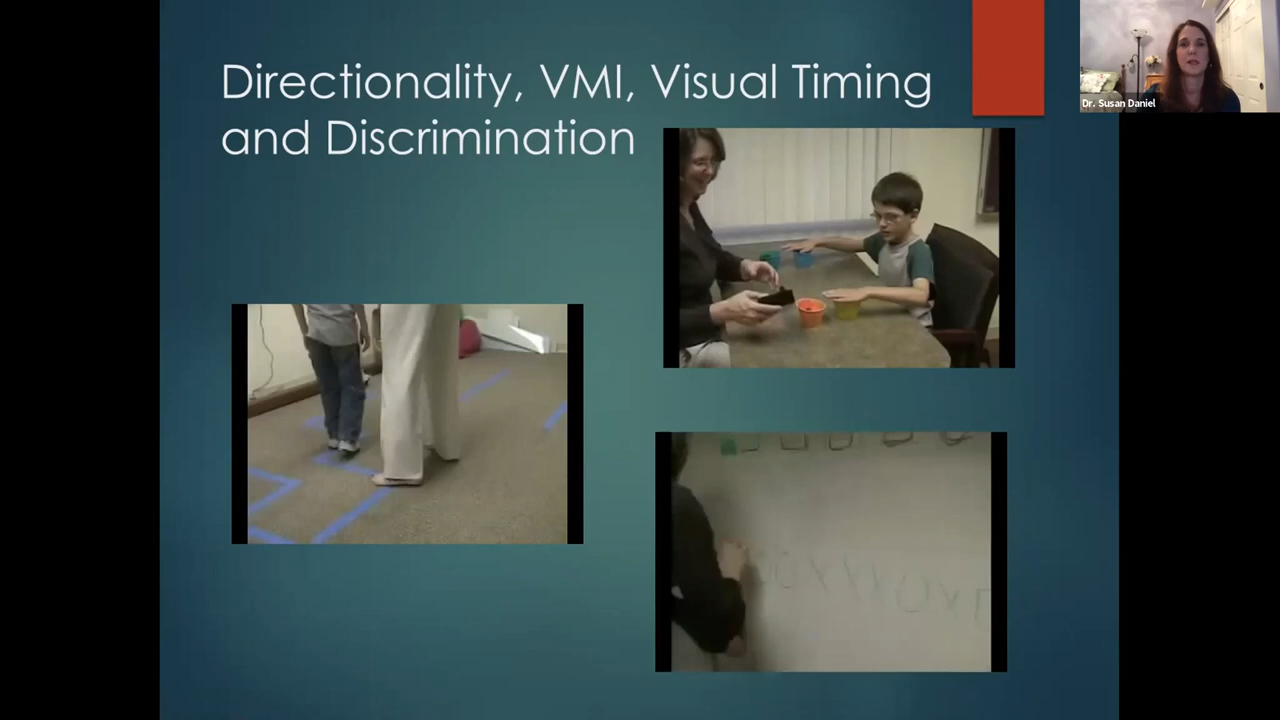 Directionality, VMI, Visual Timing
and Discrimination
Dr. Susan Daniel